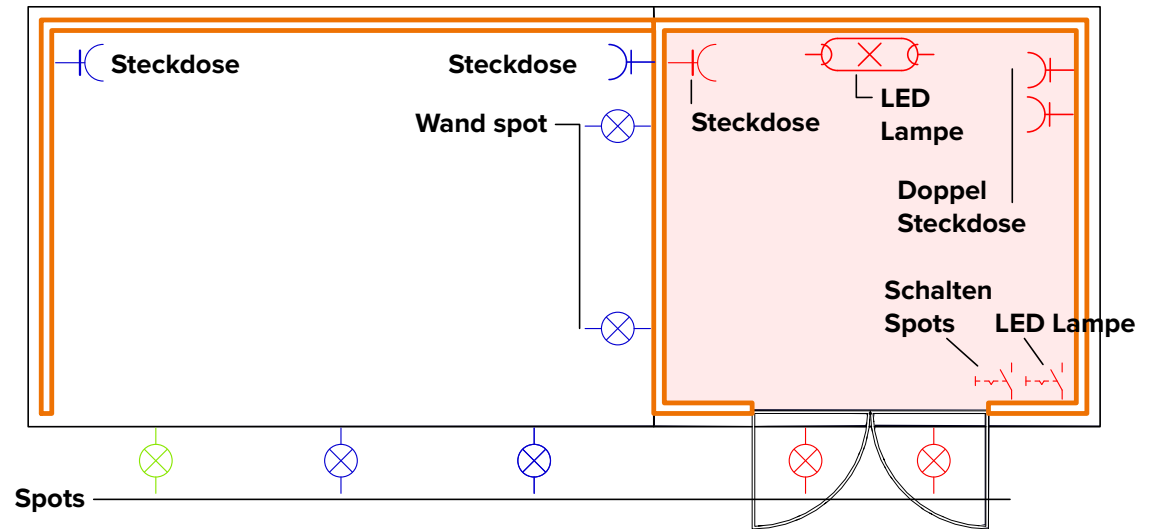 Steckdose
Steckdose
Wand spot
Steckdose
LED
Lampe
Doppel
Steckdose
Schalten
Spots
LED Lampe
Spots